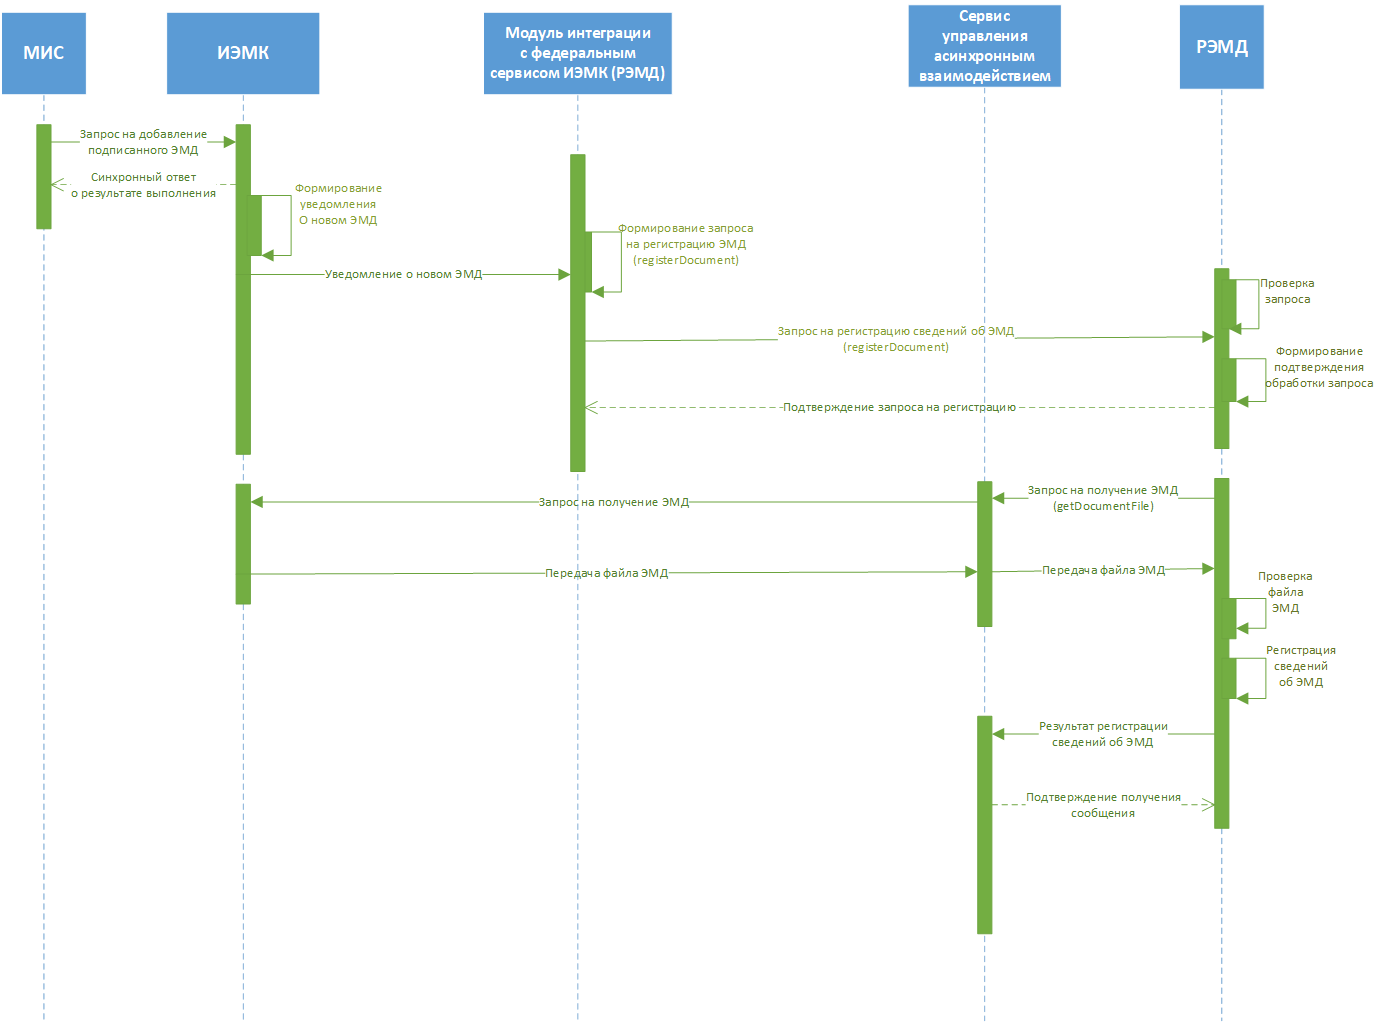 МИС
ИЭМК
Модуль интеграции
с федеральным
сервисом ИЭМК (РЭМД)
Сервис
управления
асинхронным
взаимодействием
РЭМД
Запрос на добавление
подписанного ЭМД
Синхронный ответ
о результате выполнения
Формирование
уведомления
О новом ЭМД
Формирование запроса
на регистрацию ЭМД
(registerDocument)
Уведомление о новом ЭМД
Проверка
запроса
Запрос на регистрацию сведений об ЭМД
(registerDocument)
Формирование
подтверждения
обработки запроса
Подтверждение запроса на регистрацию
Запрос на получение ЭМД
(getDocumentFile)
Запрос на получение ЭМД
Передача файла ЭМД
Передача файла ЭМД
Проверка
файла
ЭМД
Регистрация
сведений
об ЭМД
Результат регистрации
сведений об ЭМД
Подтверждение получения
сообщения